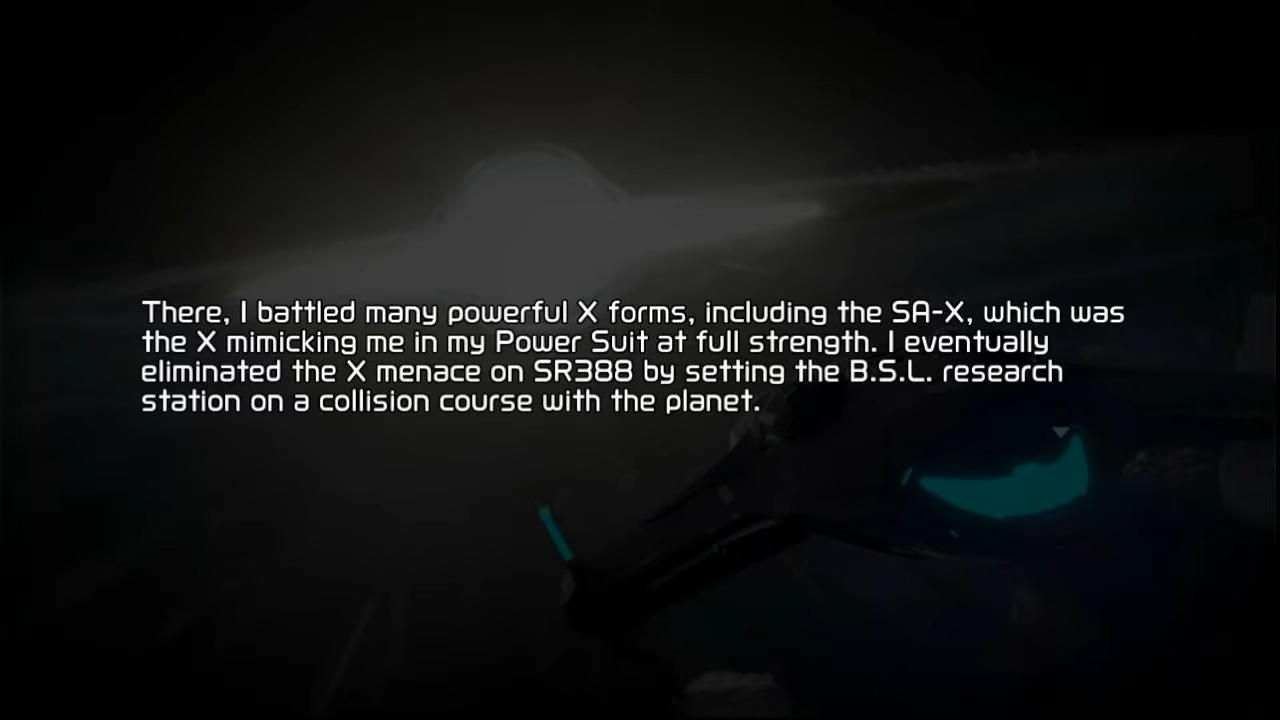 There, I battled many powerful X forms, including the SA-X, which was
the X mimicking me in my Power Suit at full strength. I eventually
eliminated the X menace on SR388 by setting the B.S.L. research
station on a collision course with the planet.